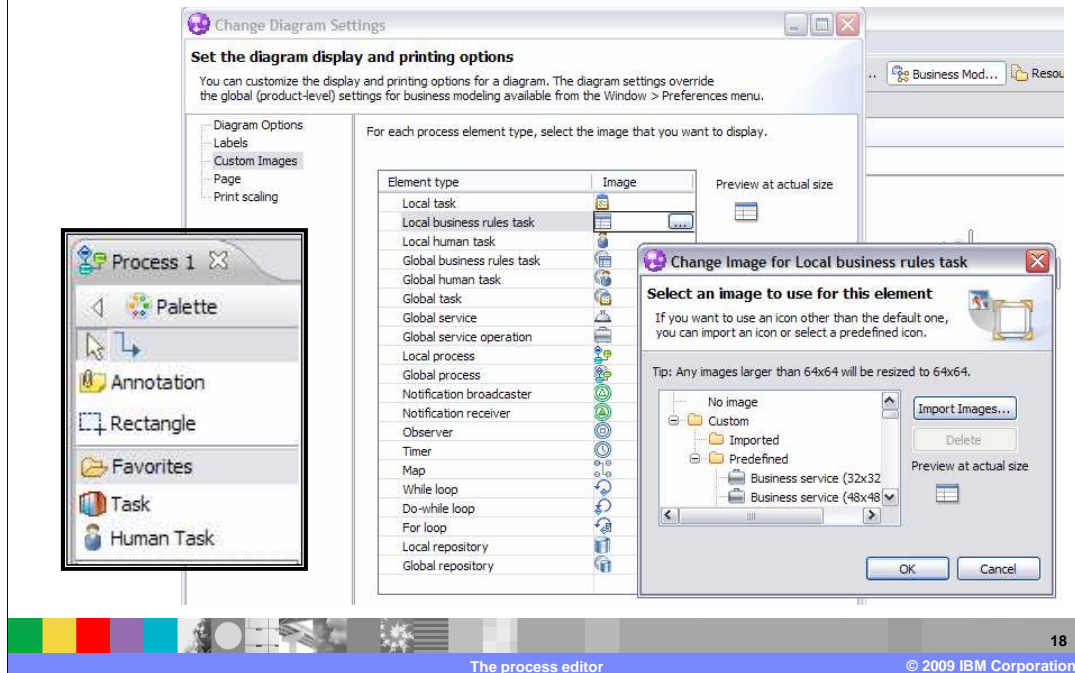 Change Diagram Settings
Set the diagram display and printing options
You can customize the display and printing options for a diagram. The diagram settings override
the global (product-level) settings for business modeling available from the Window > Preferences menu.
Diagram Options
Labels
Custom Images
Page
Print scaling
For each process element type, select the image that you want to display.
Element type Image
Local task
Local business rules task ...
Local human task
Global business rules task
Global human task
Global task
Global service
Global service operation
Local process
Global process
Notification broadcaster
Notification receiver
Observer
Timer
Map
While loop
Do-while loop
For loop
Local repository
Global repository
Preview at actual size
.. Business Mod... Resou
Process 1
Palette
Annotation
Rectangle
Favorites
Task
Human Task
Change Image for Local business rules task
Select an image to use for this element
If you want to use an icon other than the default one,
you can import an icon or select a predefined icon.
Tip: Any images larger than 64x64 will be resized to 64x64.
No image
Custom
Imported
Predefined
Business service (32x32
Business service (48x48
Import Images...
Delete
Preview at actual size
OK Cancel
18
The process editor © 2009 IBM Corporation